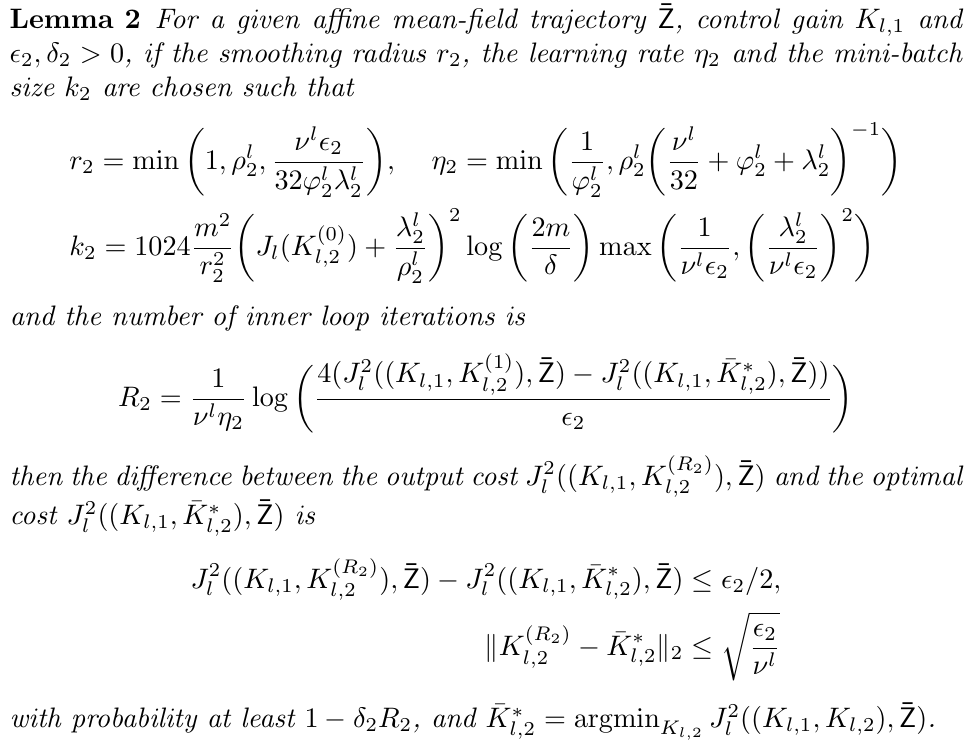 **Lemma 2** For a given affine mean-field trajectory $\bar{\mathsf{Z}}$, control gain $K_{l,1}$ and
$\epsilon_2, \delta_2 > 0$, if the smoothing radius $r_2$, the learning rate $\eta_2$ and the mini-batch
size $k_2$ are chosen such that
$r_2 = \min\left(1, \rho_2^l, \frac{\nu^l \epsilon_2}{32\varphi_2^l \lambda_2^l}\right), \quad \eta_2 = \min\left(\frac{1}{\varphi_2^l}, \rho_2^l\left(\frac{\nu^l}{32} + \varphi_2^l + \lambda_2^l\right)^{-1}\right)$
$k_2 = 1024\frac{m^2}{r_2^2}\left(J_l(K_{l,2}^{(0)}) + \frac{\lambda_2^l}{\rho_2^l}\right)^2 \log\left(\frac{2m}{\delta}\right) \max\left(\frac{1}{\nu^l \epsilon_2}, \left(\frac{\lambda_2^l}{\nu^l \epsilon_2}\right)^2\right)$
and the number of inner loop iterations is
$R_2 = \frac{1}{\nu^l \eta_2} \log\left(\frac{4(J_l^2((K_{l,1}, K_{l,2}^{(1)}), \bar{\mathsf{Z}}) - J_l^2((K_{l,1}, \bar{K}_{l,2}^*), \bar{\mathsf{Z}}))}{\epsilon_2}\right)$
then the difference between the output cost $J_l^2((K_{l,1}, K_{l,2}^{(R_2)}), \bar{\mathsf{Z}})$ and the optimal
cost $J_l^2((K_{l,1}, \bar{K}_{l,2}^*), \bar{\mathsf{Z}})$ is
$J_l^2((K_{l,1}, K_{l,2}^{(R_2)}), \bar{\mathsf{Z}}) - J_l^2((K_{l,1}, \bar{K}_{l,2}^*), \bar{\mathsf{Z}}) \leq \epsilon_2/2,$
$\|K_{l,2}^{(R_2)} - \bar{K}_{l,2}^*\|_2 \leq \sqrt{\frac{\epsilon_2}{\nu^l}}$
with probability at least $1 - \delta_2 R_2$, and $\bar{K}_{l,2}^* = \operatorname{argmin}_{K_{l,2}} J_l^2((K_{l,1}, K_{l,2}), \bar{\mathsf{Z}})$.